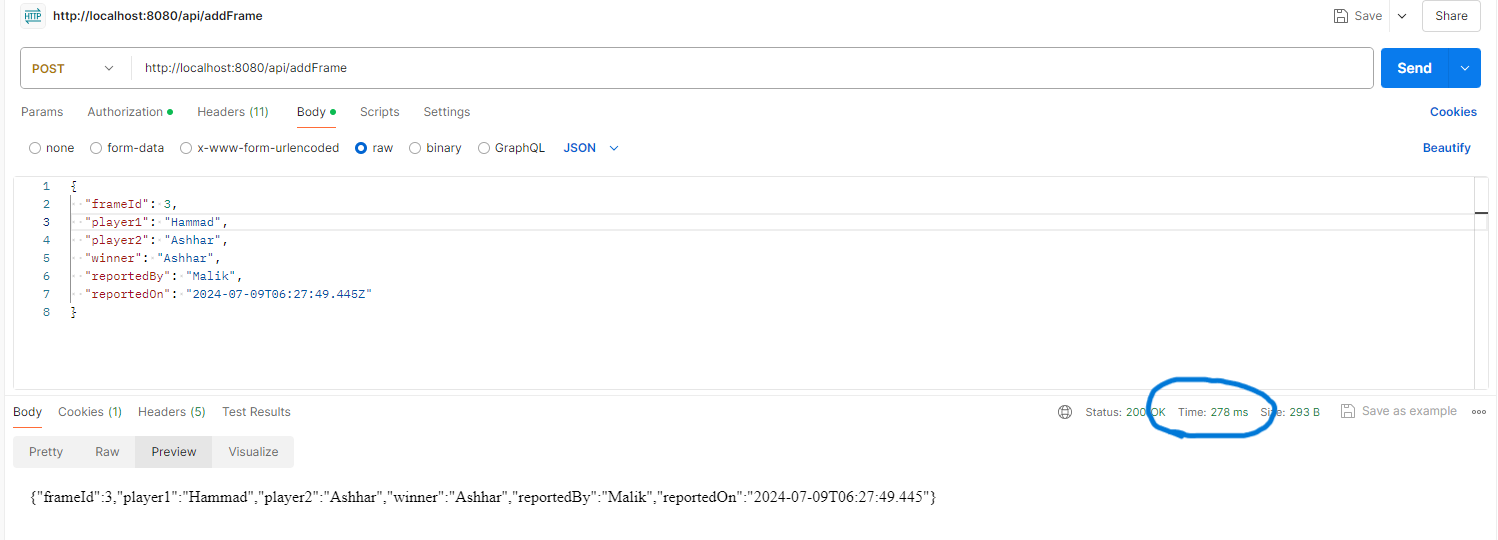 HTTP http://localhost:8080/api/addFrame Save Share
POST http://localhost:8080/api/addFrame Send
Params Authorization Headers (11) Body Scripts Settings Cookies
none form-data x-www-form-urlencoded raw binary GraphQL JSON Beautify
1 {
2 "frameId": 3,
3 "player1": "Hammad",
4 "player2": "Ashhar",
5 "winner": "Ashhar",
6 "reportedBy": "Malik",
7 "reportedOn": "2024-07-09T06:27:49.445Z"
8 }
Body Cookies (1) Headers (5) Test Results Status: 200 OK Time: 278 ms Size: 293 B Save as example
Pretty Raw Preview Visualize
{"frameId":3,"player1":"Hammad","player2":"Ashhar","winner":"Ashhar","reportedBy":"Malik","reportedOn":"2024-07-09T06:27:49.445"}